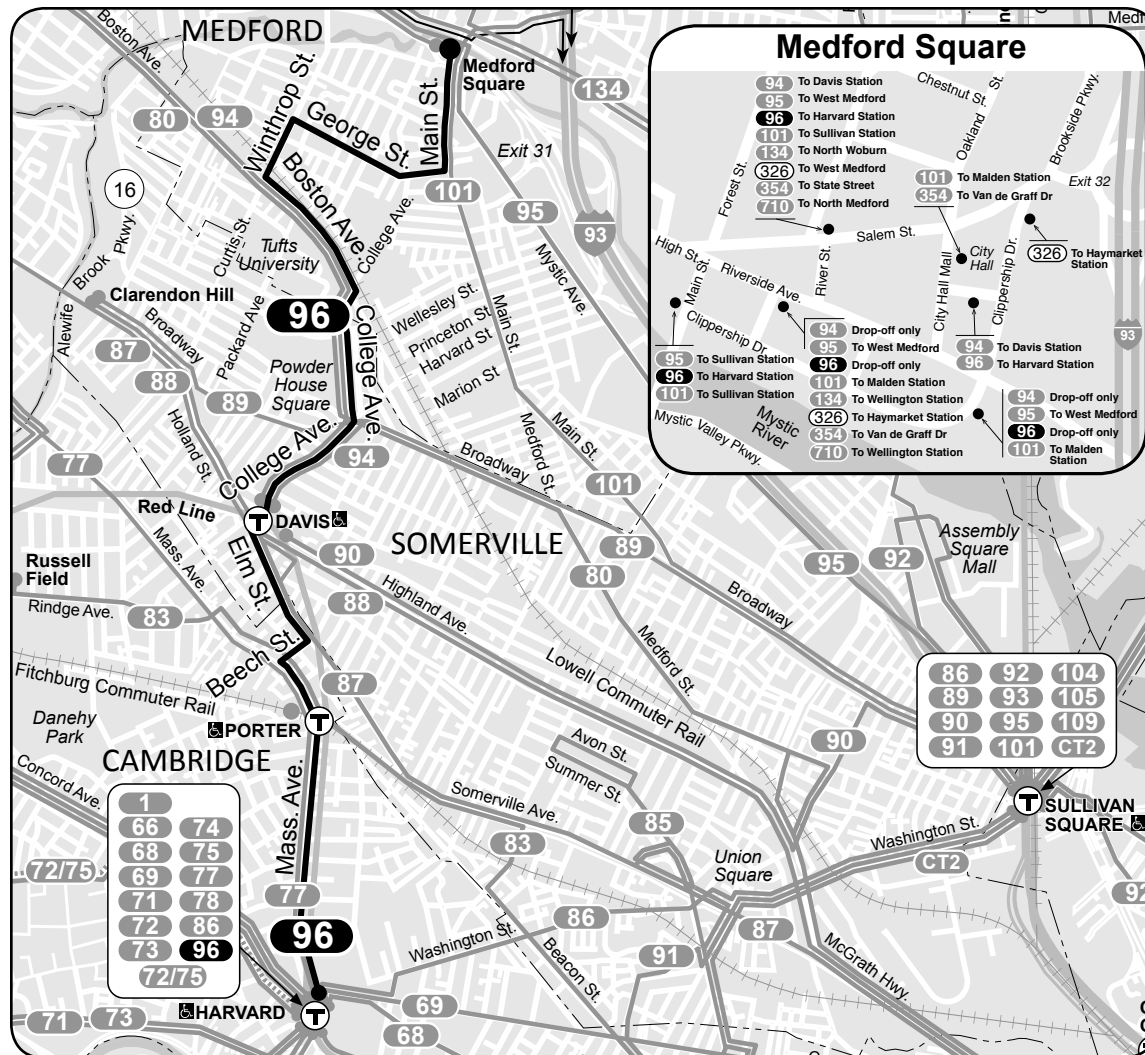 MEDFORD
Boston Ave.
80
94
Winthrop St.
George St.
Main St.
Medford
Square
134
Exit 31
101
95
93
16
Boston Ave.
College Ave.
Curtis St.
Tufts
University
Mystic Ave.
Alewife Brook Pkwy.
Clarendon Hill
96
Wellesley St.
Princeton St
Harvard St
Marion St
Main St.
Broadway
Packard Ave
87
88
89
Powder
House
Square
College Ave.
Holland St.
College Ave.
94
Broadway
Medford St.
Main St.
101
77
Red Line
Mass. Ave.
DAVIS
SOMERVILLE
89
90
88
80
Highland Ave.
Elm St.
Russell
Field
Rindge Ave.
83
Beech St.
95
92
Assembly
Square
Mall
Broadway
Medford St.
Lowell Commuter Rail
Fitchburg Commuter Rail
87
PORTER
Danehy
Park
CAMBRIDGE
Concord Ave.
Mass. Ave.
Avon St.
Summer St.
90
Somerville Ave.
83
85
Union
Square
Washington St.
CT2
86 92 104
89 93 105
90 95 109
91 101 CT2
SULLIVAN
SQUARE
1
66 74
68 75
69 77
71 78
72 86
73 96
72/75
72/75
77
96
Washington St.
86
Beacon St.
91
87
McGrath Hwy.
HARVARD
69
68
71
73
Medford Square
94 To Davis Station
95 To West Medford
96 To Harvard Station
101 To Sullivan Station
134 To North Woburn
326 To West Medford
354 To State Street
710 To North Medford
Chestnut St.
Oakland St.
Brookside Pkwy.
Forest St.
101 To Malden Station
354 To Van de Graff Dr
Exit 32
Salem St.
High St.
Main St.
Riverside Ave.
River St.
City Hall Mall
City
Hall
Clippership Dr.
326 To Haymarket
Station
Clippership Dr
93
95 To Sullivan Station
96 To Harvard Station
101 To Sullivan Station
94 Drop-off only
95 To West Medford
96 Drop-off only
101 To Malden Station
134 To Wellington Station
326 To Haymarket Station
354 To Van de Graff Dr
710 To Wellington Station
94 To Davis Station
96 To Harvard Station
94 Drop-off only
95 To West Medford
96 Drop-off only
101 To Malden
Station
Mystic
River
Mystic Valley Pkwy.